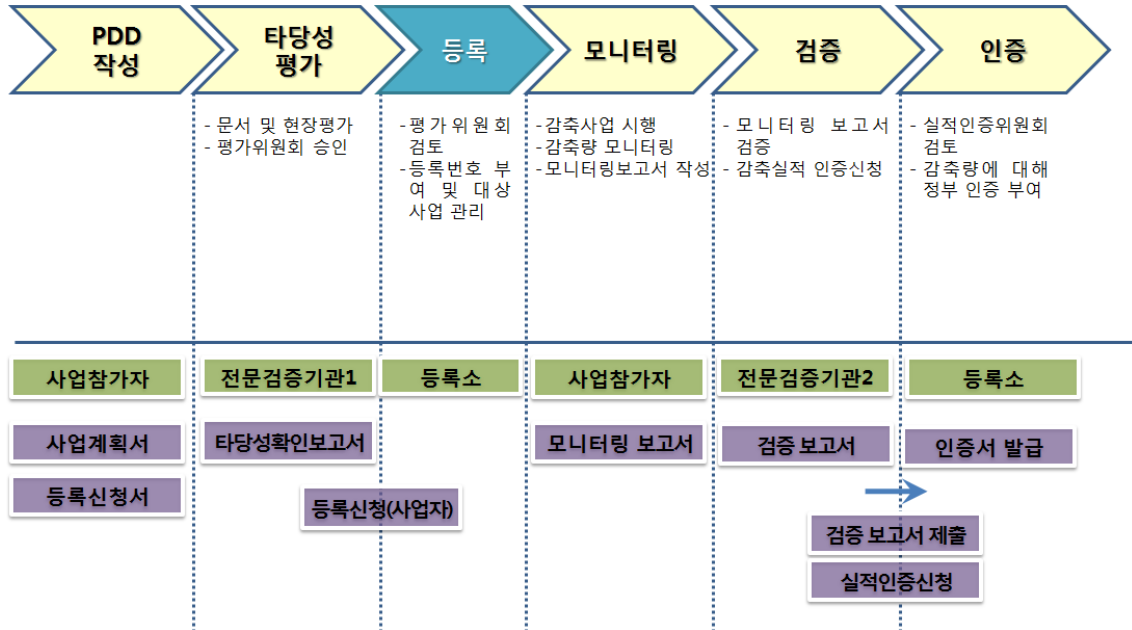 PDD
작성
타당성
평가
등록
모니터링
검증
인증
- 문서 및 현장평가
- 평가위원회 승인
-평가위원회
검토
-등록번호 부
여 및 대상
사업 관리
-감축사업 시행
-감축량 모니터링
-모니터링보고서 작성
- 모니터링 보고서
검증
- 감축실적 인증신청
- 실적인증위원회
검토
- 감축량에 대해
정부 인증 부여
사업참가자
전문검증기관1
등록소
사업참가자
전문검증기관2
등록소
사업계획서
타당성확인보고서
모니터링 보고서
검증 보고서
인증서 발급
등록신청서
등록신청(사업자)
검증 보고서 제출
실적인증신청